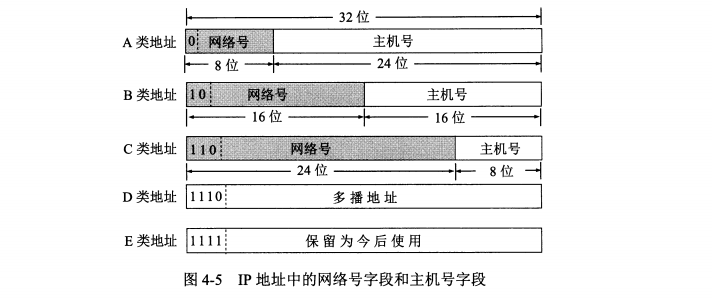 32 位
A 类地址 0 网络号 主机号
8 位 24 位
B 类地址 10 网络号 主机号
16 位 16 位
C 类地址 110 网络号 主机号
24 位 8 位
D 类地址 1110 多播地址
E 类地址 1111 保留为今后使用
图 4-5 IP 地址中的网络号字段和主机号字段